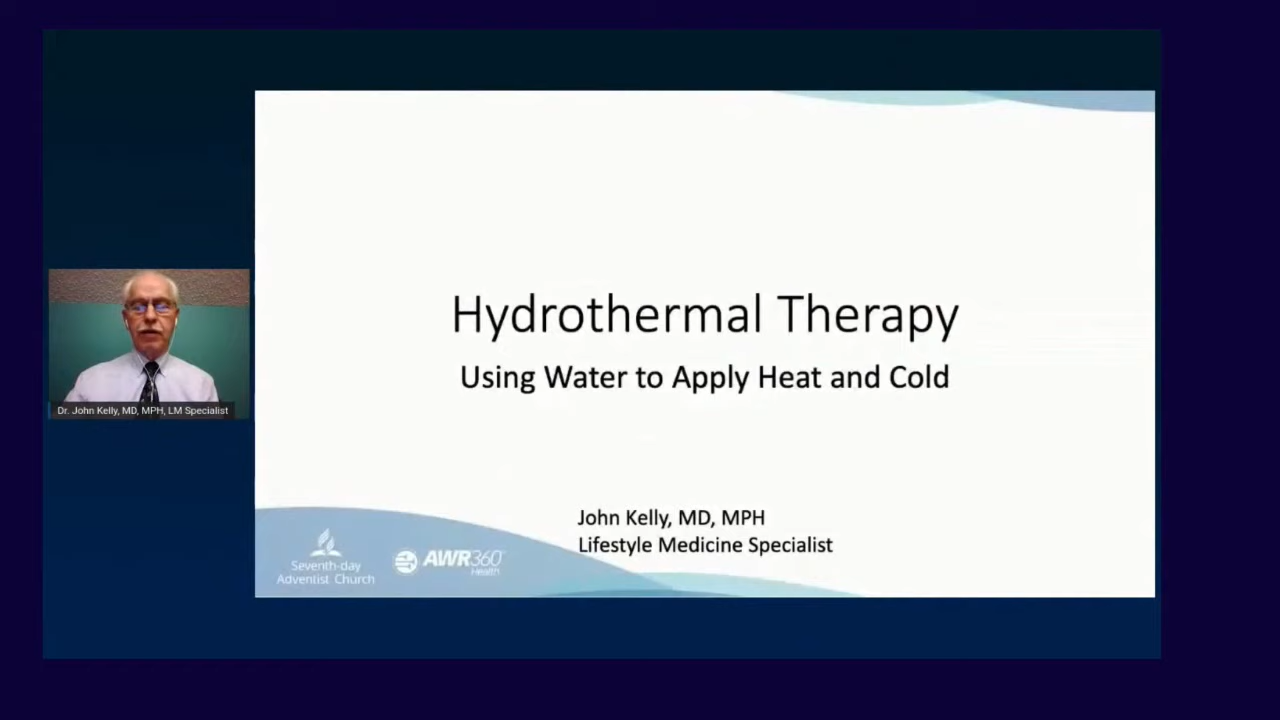 Hydrothermal Therapy
Using Water to Apply Heat and Cold
Dr. John Kelly, MD, MPH, LM Specialist
John Kelly, MD, MPH
Lifestyle Medicine Specialist
Seventh-day
Adventist Church
AWR360°
Health